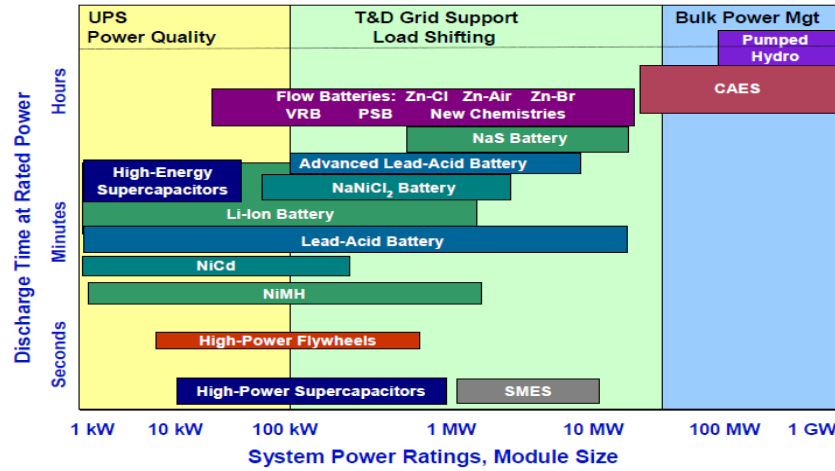 UPS
Power Quality
T&D Grid Support
Load Shifting
Bulk Power Mgt
Pumped
Hydro
CAES
Flow Batteries: Zn-Cl Zn-Air Zn-Br
VRB PSB New Chemistries
NaS Battery
Advanced Lead-Acid Battery
High-Energy
Supercapacitors
NaNiCl₂ Battery
Li-Ion Battery
Lead-Acid Battery
NiCd
NiMH
High-Power Flywheels
High-Power Supercapacitors
SMES
Discharge Time at Rated Power
Hours
Minutes
Seconds
1 kW 10 kW 100 kW 1 MW 10 MW 100 MW 1 GW
System Power Ratings, Module Size